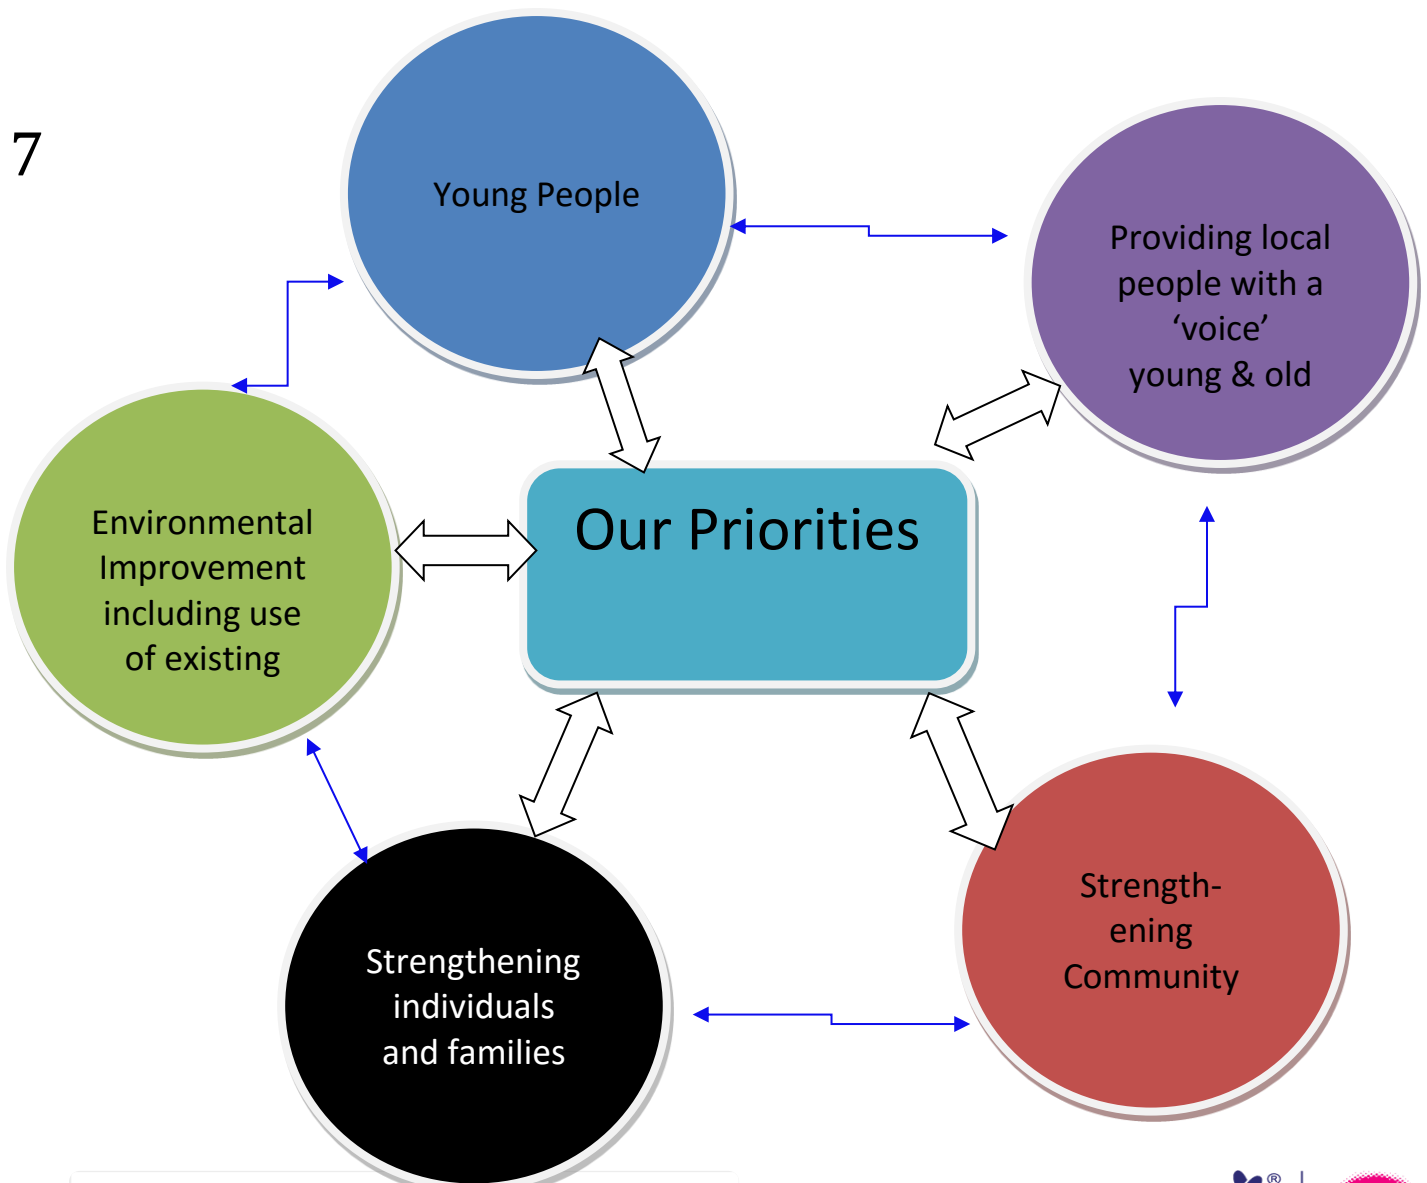 7
Young People
Providing local
people with a
‘voice’
young & old
Our Priorities
Environmental
Improvement
including use
of existing
Strength-
ening
Community
Strengthening
individuals
and families
®